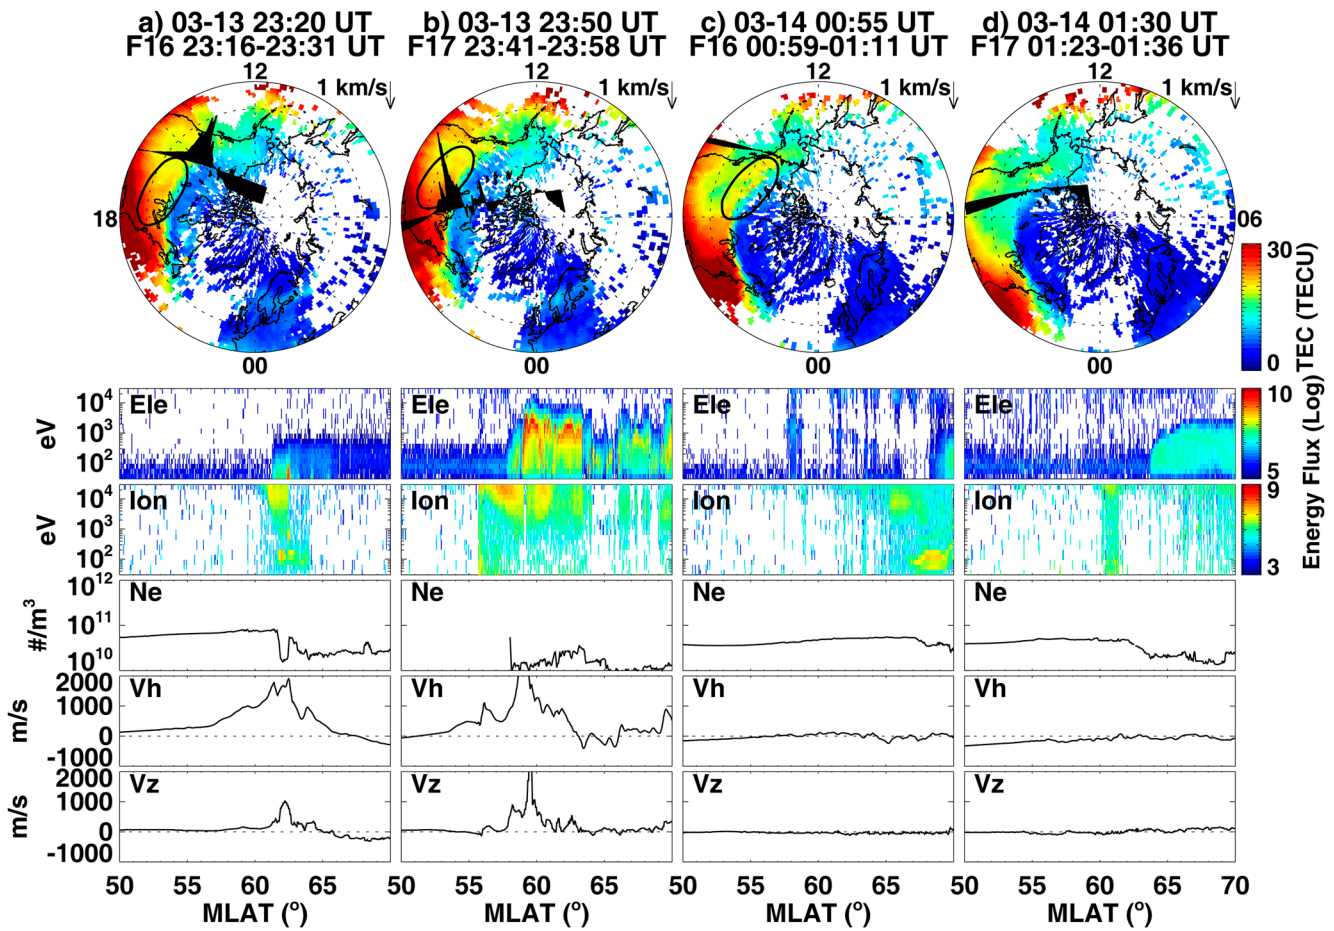 a) 03-13 23:20 UT
F16 23:16-23:31 UT
b) 03-13 23:50 UT
F17 23:41-23:58 UT
c) 03-14 00:55 UT
F16 00:59-01:11 UT
d) 03-14 01:30 UT
F17 01:23-01:36 UT
12 1 km/s
12 1 km/s
12 1 km/s
12 1 km/s
18
06
00
00
00
00
30
0
TEC (TECU)
eV
10⁴
10³
10²
Ele
Ele
Ele
Ele
10
5
eV
10⁴
10³
10²
Ion
Ion
Ion
Ion
9
3
Energy Flux (Log)
#/m³
10¹²
10¹¹
10¹⁰
Ne
Ne
Ne
Ne
m/s
2000
1000
0
-1000
Vh
Vh
Vh
Vh
m/s
2000
1000
0
-1000
Vz
Vz
Vz
Vz
50 55 60 65 50 55 60 65 50 55 60 65 50 55 60 65 70
MLAT (°) MLAT (°) MLAT (°) MLAT (°)